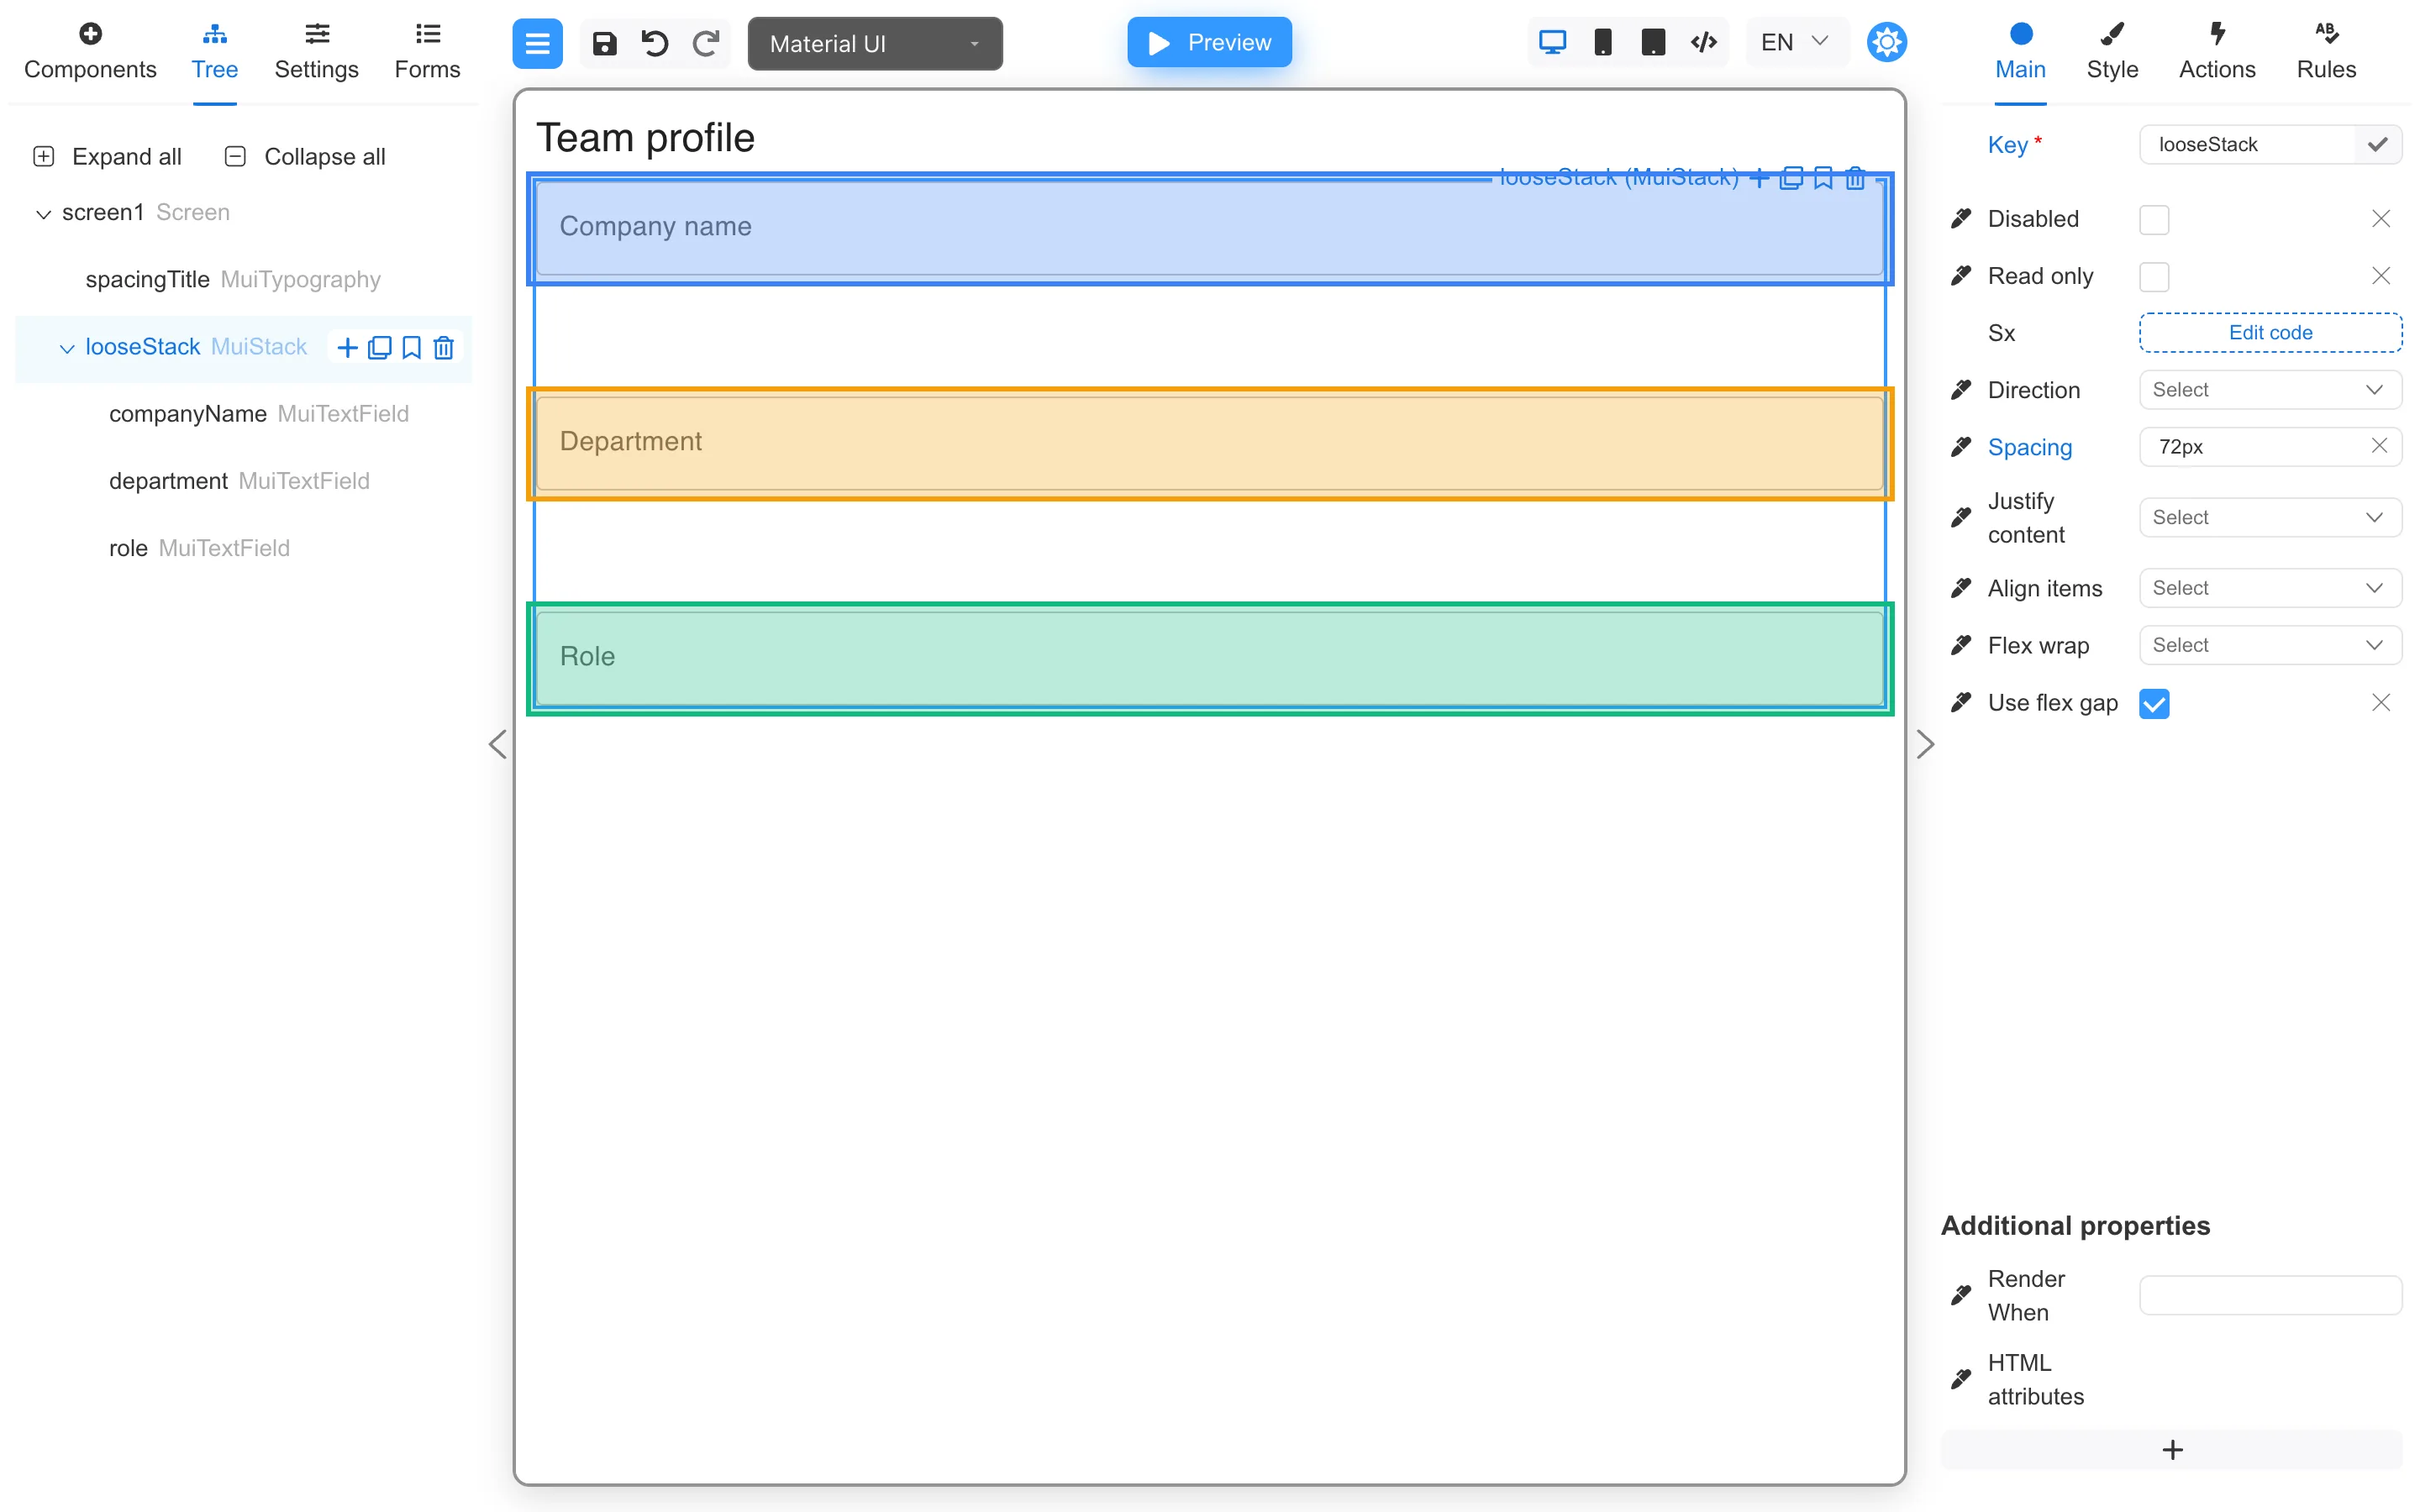 Components
Tree
Settings
Forms
Material UI
Preview
EN
Main
Style
Actions
AB
Rules
Expand all
Collapse all
screen1 Screen
spacingTitle MuiTypography
looseStack MuiStack
companyName MuiTextField
department MuiTextField
role MuiTextField
Team profile
looseStack (MuiStack)
Company name
Department
Role
Key *
looseStack
Disabled
Read only
Sx
Edit code
Direction
Select
Spacing
72px
Justify
content
Select
Align items
Select
Flex wrap
Select
Use flex gap
Additional properties
Render
When
HTML
attributes